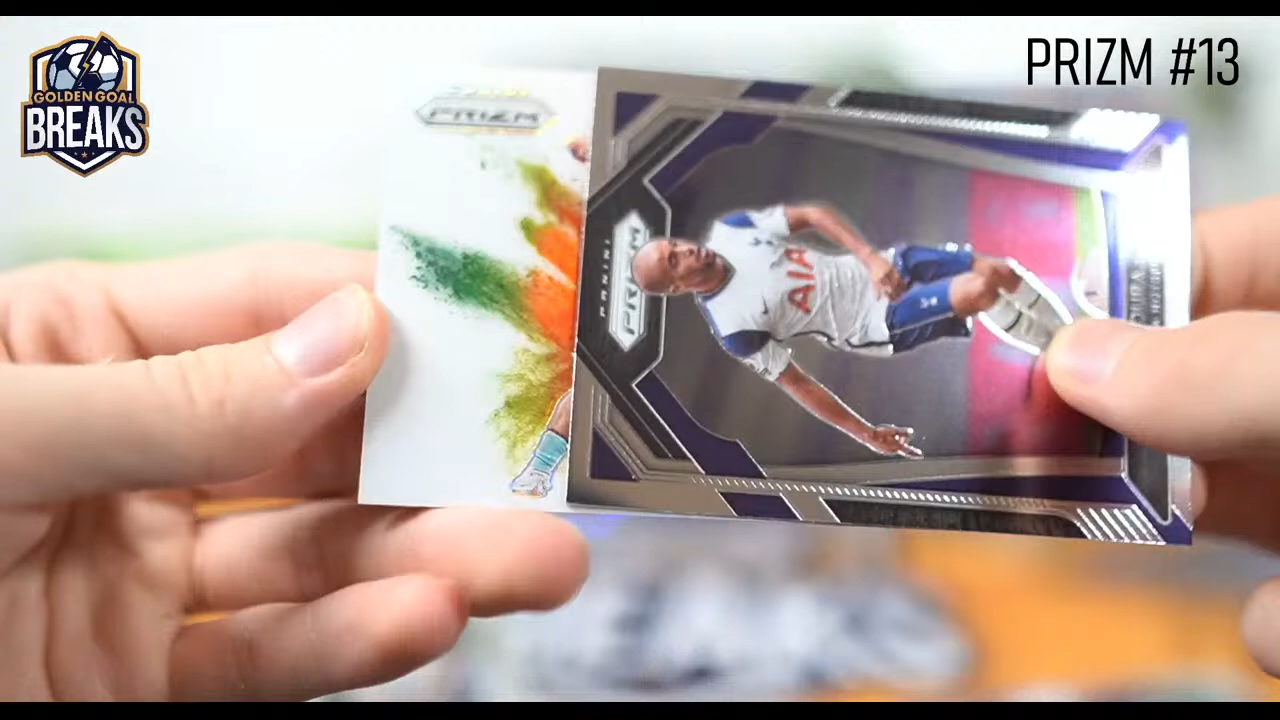 GOLDEN GOAL
BREAKS
PRIZM #13
PRIZM
PANINI
PRIZM
AIA